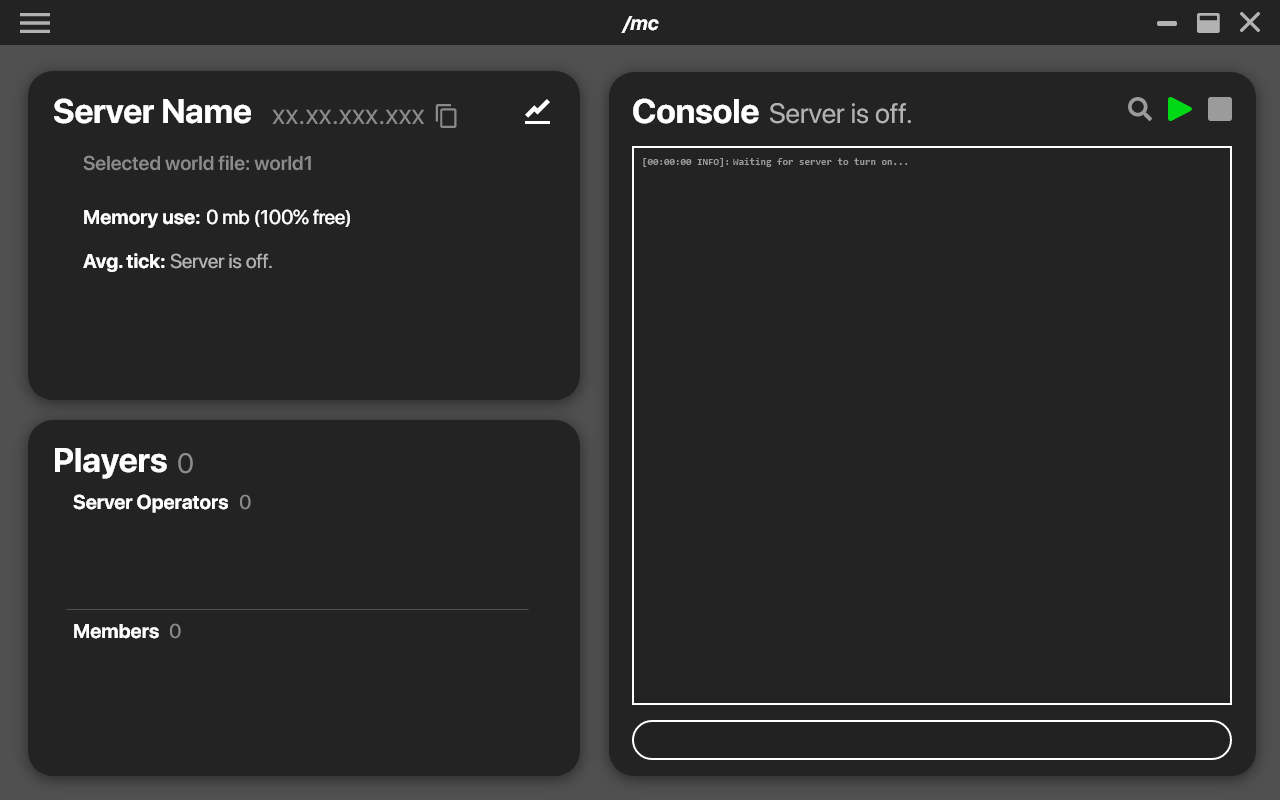 /mc
Server Name xx.xx.xxx.xxx
Selected world file: world1
Memory use: 0 mb (100% free)
Avg. tick: Server is off.
Players 0
Server Operators 0
Members 0
Console Server is off.
[00:00:00 INFO]: Waiting for server to turn on...